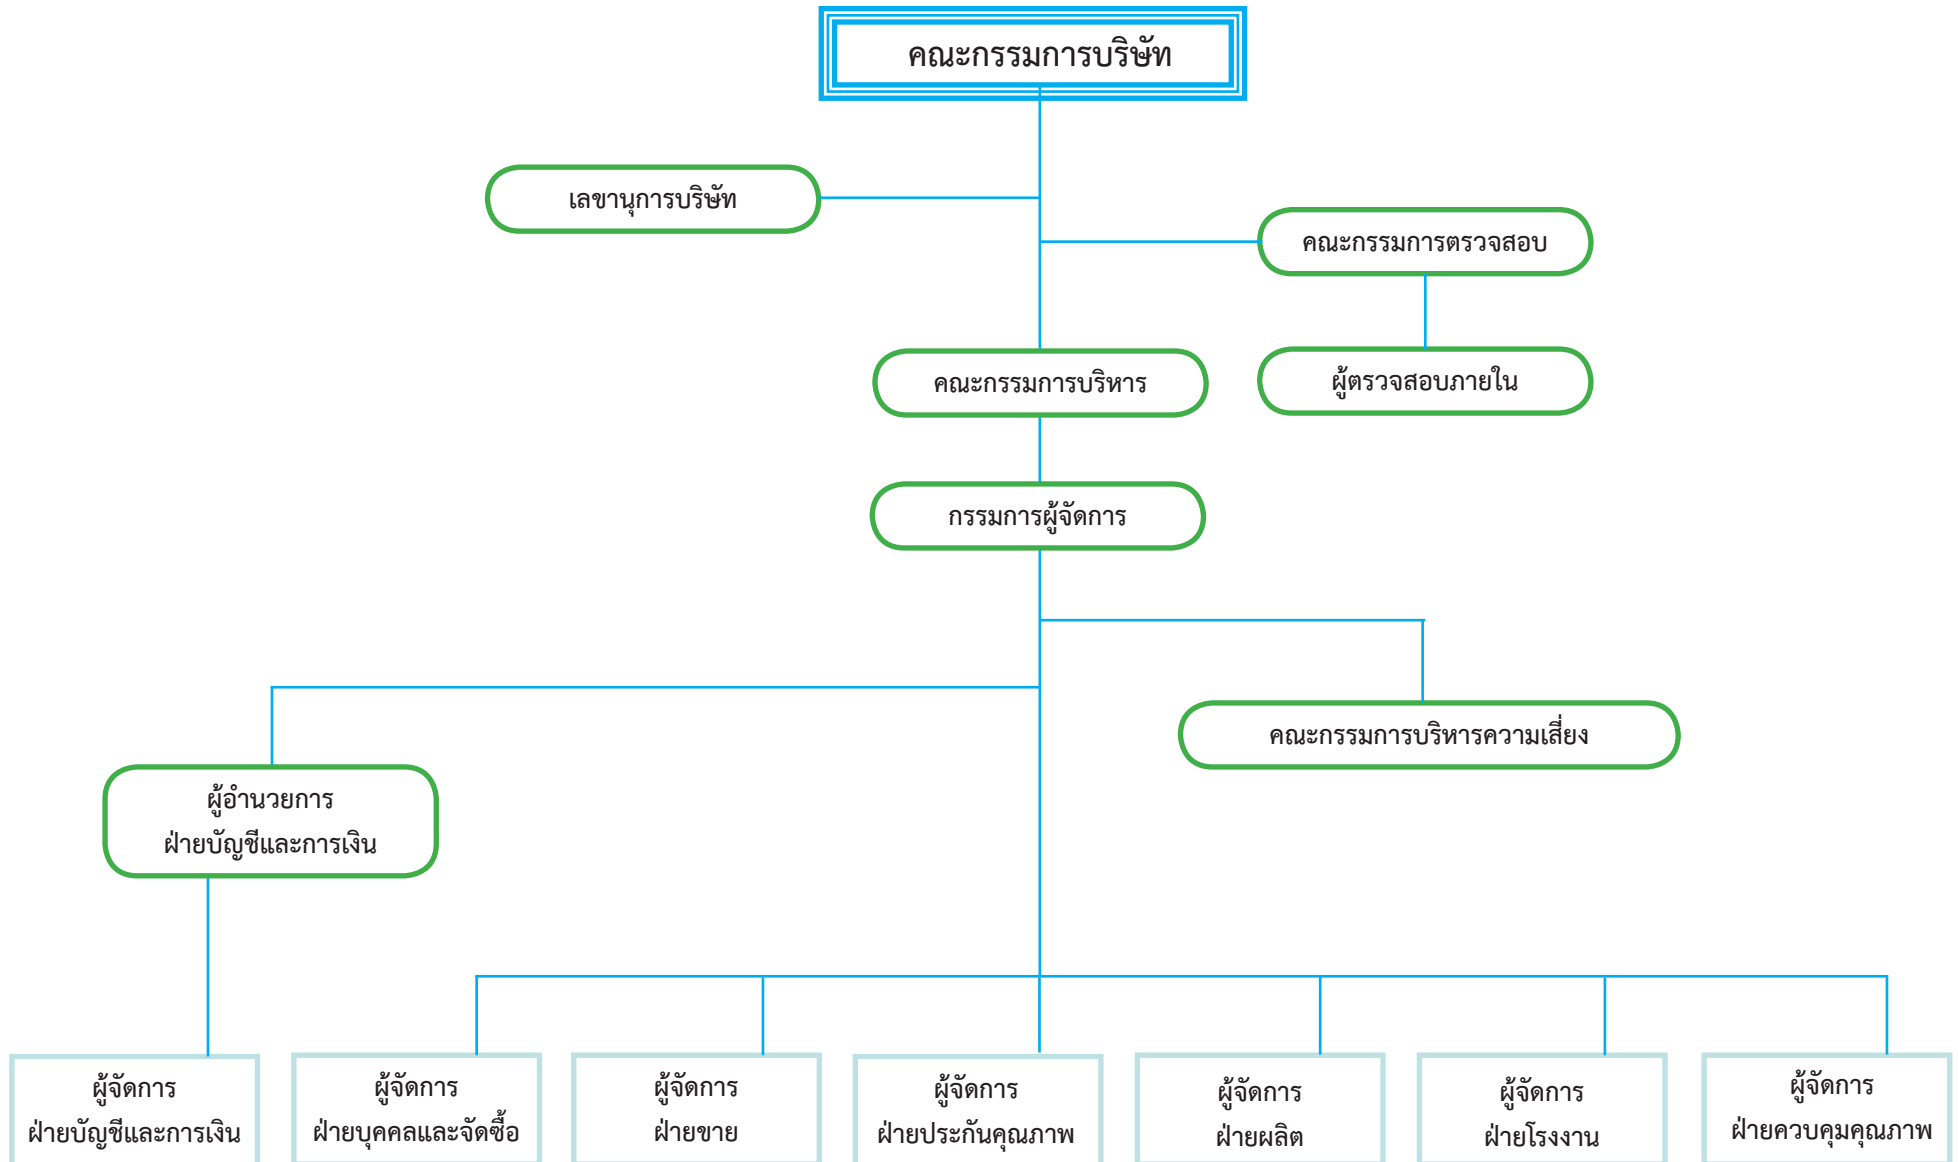 คณะกรรมการบริษัท
เลขานุการบริษัท
คณะกรรมการตรวจสอบ
คณะกรรมการบริหาร
ผู้ตรวจสอบภายใน
กรรมการผู้จัดการ
คณะกรรมการบริหารความเสี่ยง
ผู้อำนวยการ
ฝ่ายบัญชีและการเงิน
ผู้จัดการ
ฝ่ายบัญชีและการเงิน
ผู้จัดการ
ฝ่ายบุคคลและจัดซื้อ
ผู้จัดการ
ฝ่ายขาย
ผู้จัดการ
ฝ่ายประกันคุณภาพ
ผู้จัดการ
ฝ่ายผลิต
ผู้จัดการ
ฝ่ายโรงงาน
ผู้จัดการ
ฝ่ายควบคุมคุณภาพ